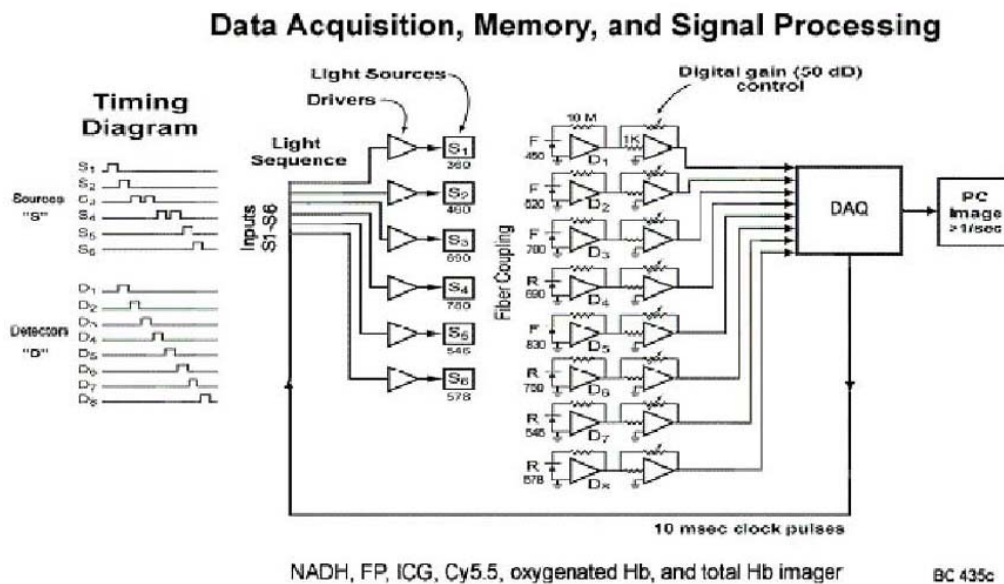 Data Acquisition, Memory, and Signal Processing
Timing
Diagram
Sources
"S"
S1
S2
S4
S5
S6
Detectors
"D"
D1
D2
D3
D4
D5
D6
D7
D8
Light Sources
Drivers
Light
Sequence
Inputs
S1-S6
S1
360
S2
460
S3
690
S4
780
S5
546
S6
578
Fiber Coupling
Digital gain (50 dD)
control
10 M
1K
F
450
D1
F
520
D2
F
700
D3
R
690
D4
F
830
D5
R
750
D6
R
546
D7
R
578
D8
DAQ
PC
Image
>1/sec
10 msec clock pulses
NADH, FP, ICG, Cy5.5, oxygenated Hb, and total Hb imager
BC 435c